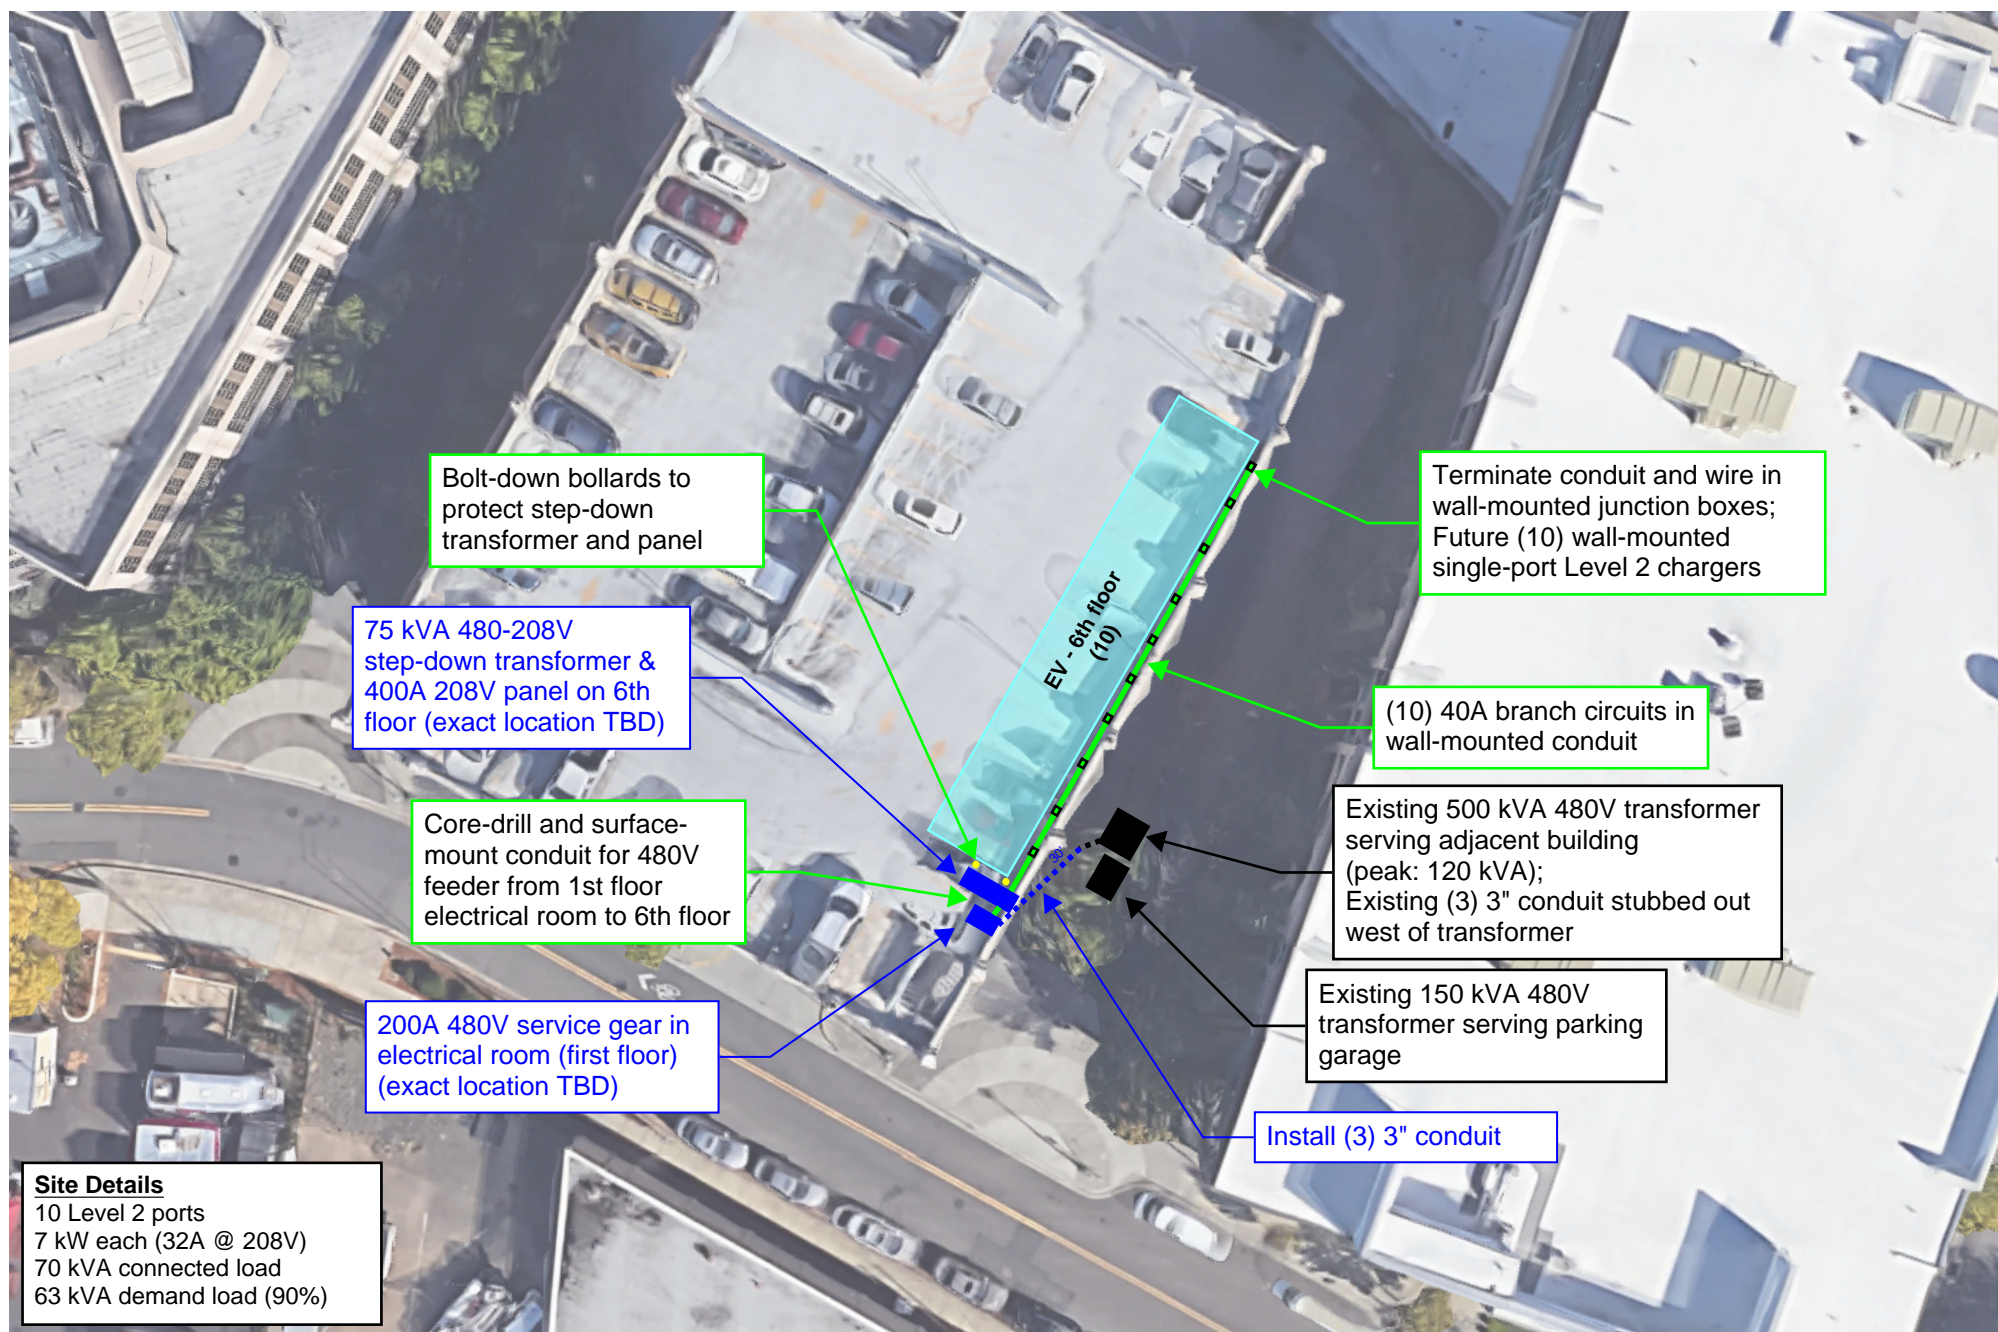 Bolt-down bollards to
protect step-down
transformer and panel
75 kVA 480-208V
step-down transformer &
400A 208V panel on 6th
floor (exact location TBD)
Core-drill and surface-
mount conduit for 480V
feeder from 1st floor
electrical room to 6th floor
200A 480V service gear in
electrical room (first floor)
(exact location TBD)
EV - 6th floor
(10)
30'
Terminate conduit and wire in
wall-mounted junction boxes;
Future (10) wall-mounted
single-port Level 2 chargers
(10) 40A branch circuits in
wall-mounted conduit
Existing 500 kVA 480V transformer
serving adjacent building
(peak: 120 kVA);
Existing (3) 3" conduit stubbed out
west of transformer
Existing 150 kVA 480V
transformer serving parking
garage
Install (3) 3" conduit
Site Details
10 Level 2 ports
7 kW each (32A @ 208V)
70 kVA connected load
63 kVA demand load (90%)